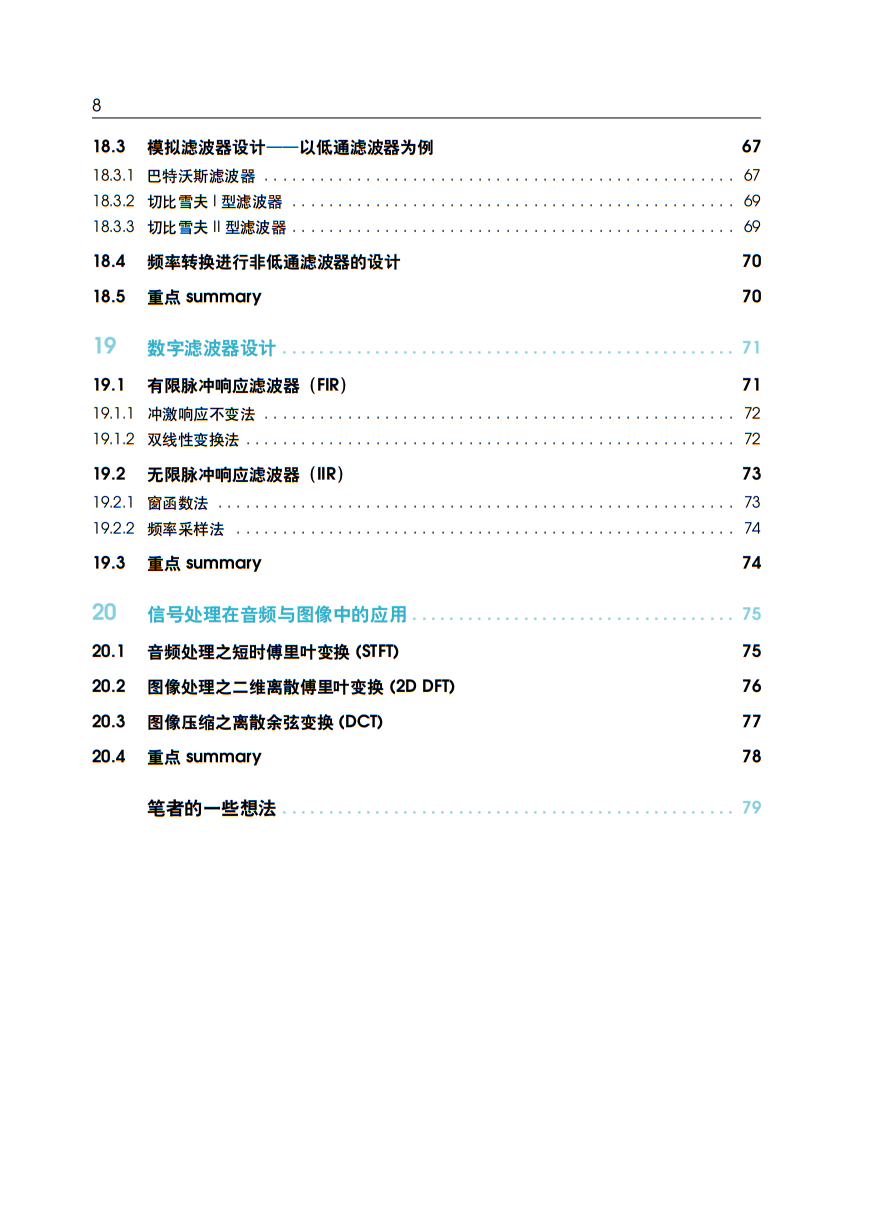 8
18.3 模拟滤波器设计——以低通滤波器为例 67
18.3.1 巴特沃斯滤波器 . . . . . . . . . . . . . . . . . . . . 67
18.3.2 切比雪夫 I 型滤波器 . . . . . . . . . . . . . . . . . . . . 69
18.3.3 切比雪夫 II 型滤波器 . . . . . . . . . . . . . . . . . . . . 69
18.4 频率转换进行非低通滤波器的设计 70
18.5 重点 summary 70
19 数字滤波器设计 . . . . . . . . . . . . . . . . . . . . 71
19.1 有限脉冲响应滤波器（FIR） 71
19.1.1 冲激响应不变法 . . . . . . . . . . . . . . . . . . . . 72
19.1.2 双线性变换法 . . . . . . . . . . . . . . . . . . . . 72
19.2 无限脉冲响应滤波器（IIR） 73
19.2.1 窗函数法 . . . . . . . . . . . . . . . . . . . . 73
19.2.2 频率采样法 . . . . . . . . . . . . . . . . . . . . 74
19.3 重点 summary 74
20 信号处理在音频与图像中的应用 . . . . . . . . . . . . . . . . . . . . 75
20.1 音频处理之短时傅里叶变换 (STFT) 75
20.2 图像处理之二维离散傅里叶变换 (2D DFT) 76
20.3 图像压缩之离散余弦变换 (DCT) 77
20.4 重点 summary 78
笔者的一些想法 . . . . . . . . . . . . . . . . . . . . 79